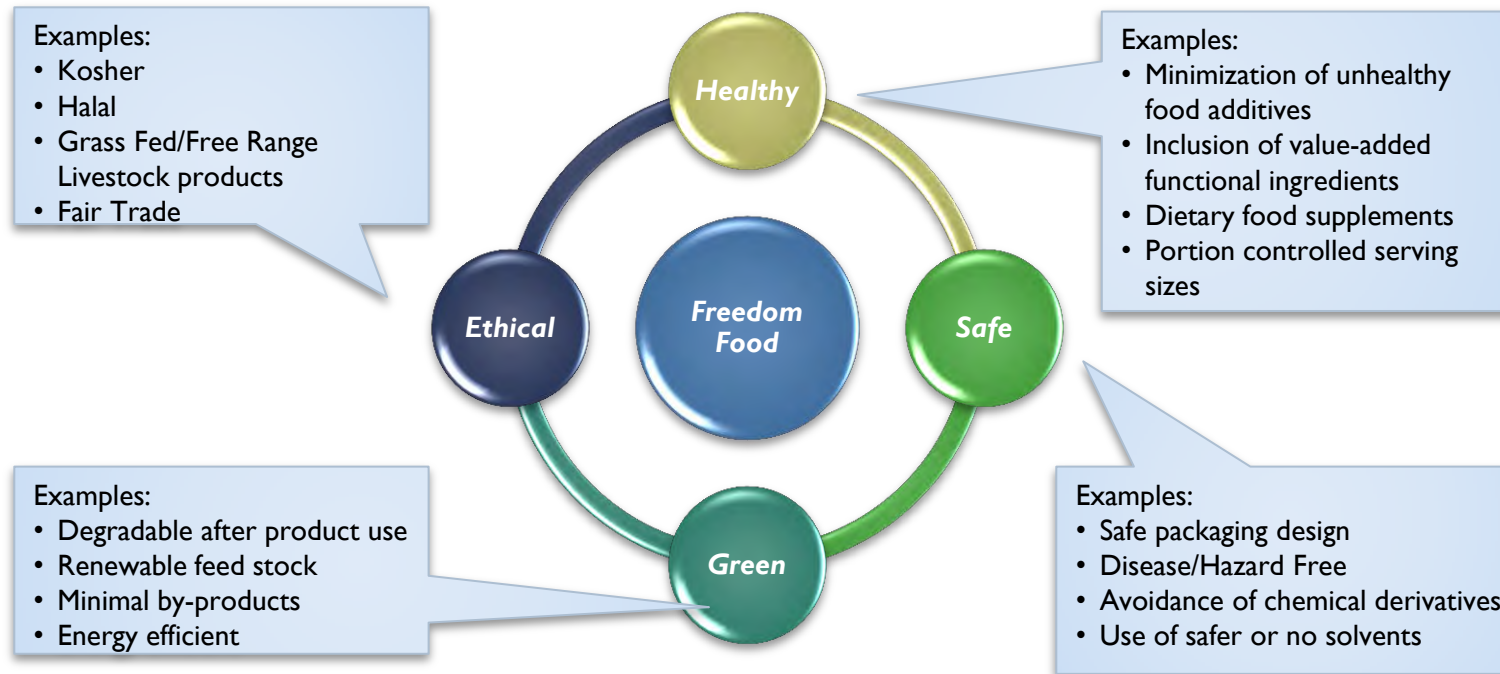 Examples:
• Kosher
• Halal
• Grass Fed/Free Range
Livestock products
• Fair Trade
Healthy
Examples:
• Minimization of unhealthy
food additives
• Inclusion of value-added
functional ingredients
• Dietary food supplements
• Portion controlled serving
sizes
Ethical
Freedom
Food
Safe
Examples:
• Degradable after product use
• Renewable feed stock
• Minimal by-products
• Energy efficient
Green
Examples:
• Safe packaging design
• Disease/Hazard Free
• Avoidance of chemical derivatives
• Use of safer or no solvents